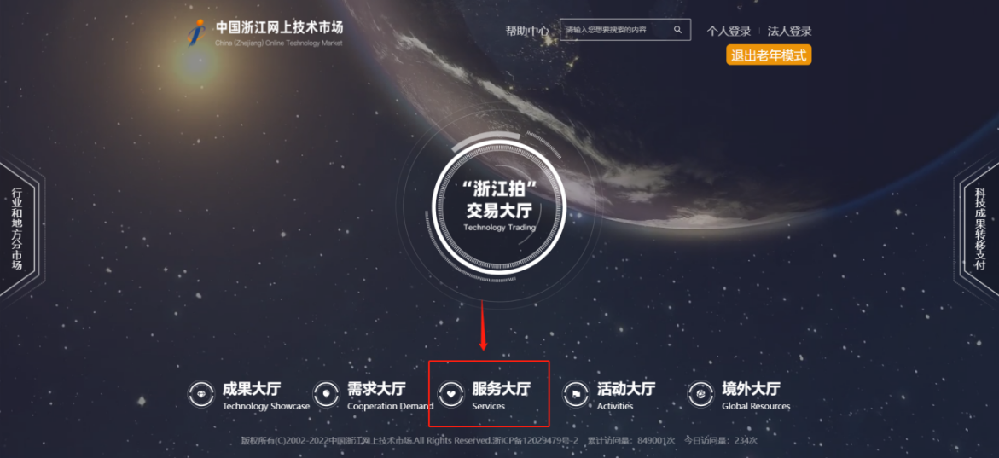 中国浙江网上技术市场
China (Zhejiang) Online Technology Market
帮助中心
请输入您想要搜索的内容
个人登录
法人登录
退出老年模式
行业和地方分市场
“浙江拍”
交易大厅
Technology Trading
科技成果转移支付
成果大厅
Technology Showcase
需求大厅
Cooperation Demand
服务大厅
Services
活动大厅
Activities
境外大厅
Global Resources
版权所有(C)2002-2022中国浙江网上技术市场.All Rights Reserved.浙ICP备12029479号-2 累计访问量：849001次 今日访问量：234次